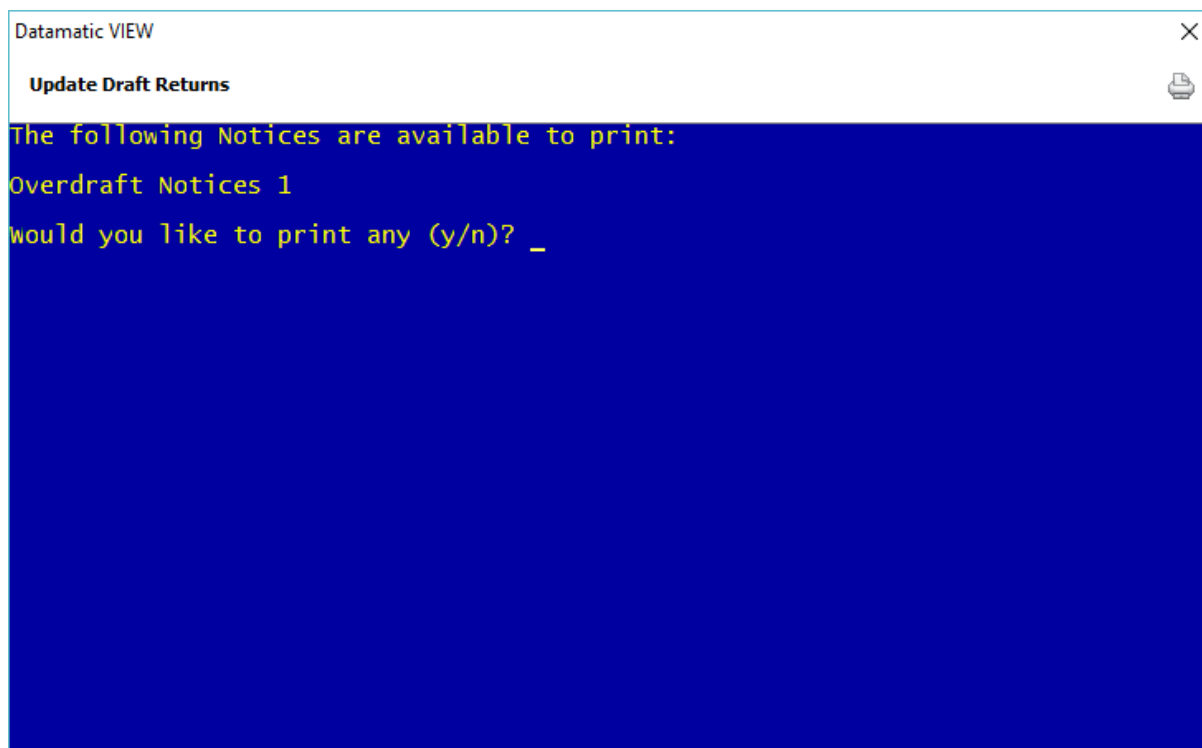 Datamatic VIEW
Update Draft Returns
The following Notices are available to print:
Overdraft Notices 1
Would you like to print any (y/n)? _